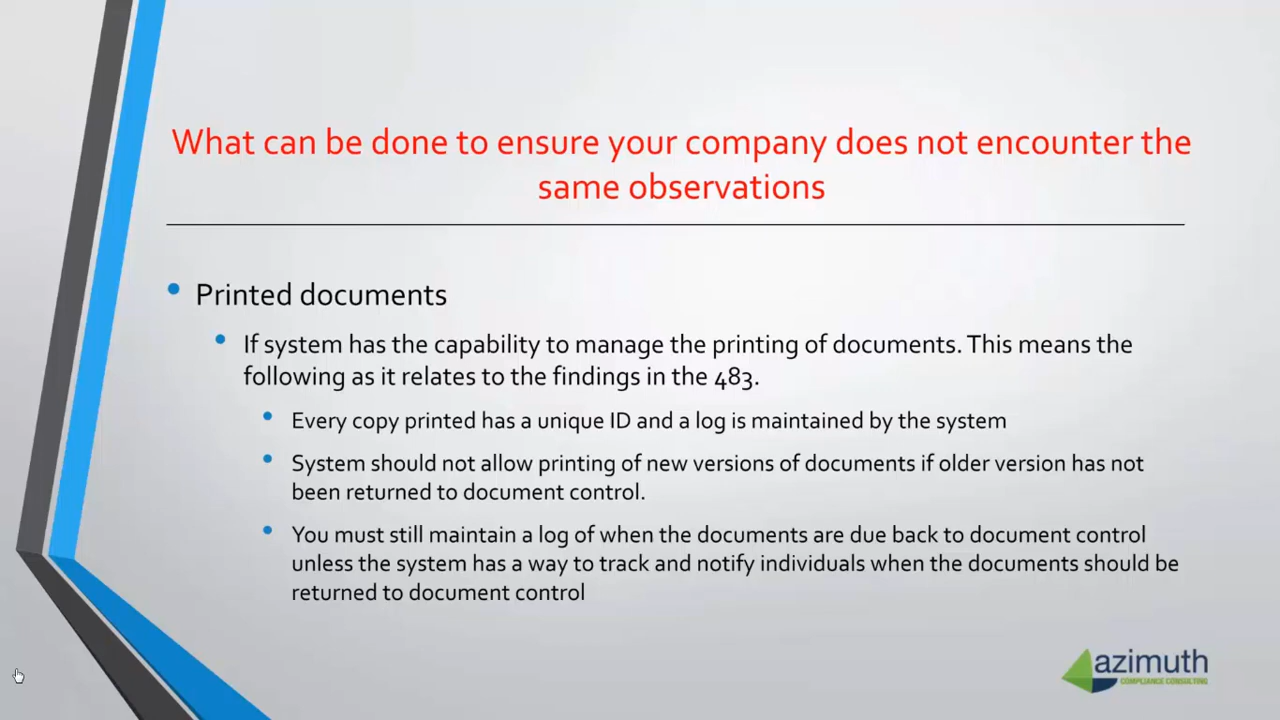 What can be done to ensure your company does not encounter the
same observations
• Printed documents
• If system has the capability to manage the printing of documents. This means the
following as it relates to the findings in the 483.
• Every copy printed has a unique ID and a log is maintained by the system
• System should not allow printing of new versions of documents if older version has not
been returned to document control.
• You must still maintain a log of when the documents are due back to document control
unless the system has a way to track and notify individuals when the documents should be
returned to document control
azimuth
COMPLIANCE CONSULTING